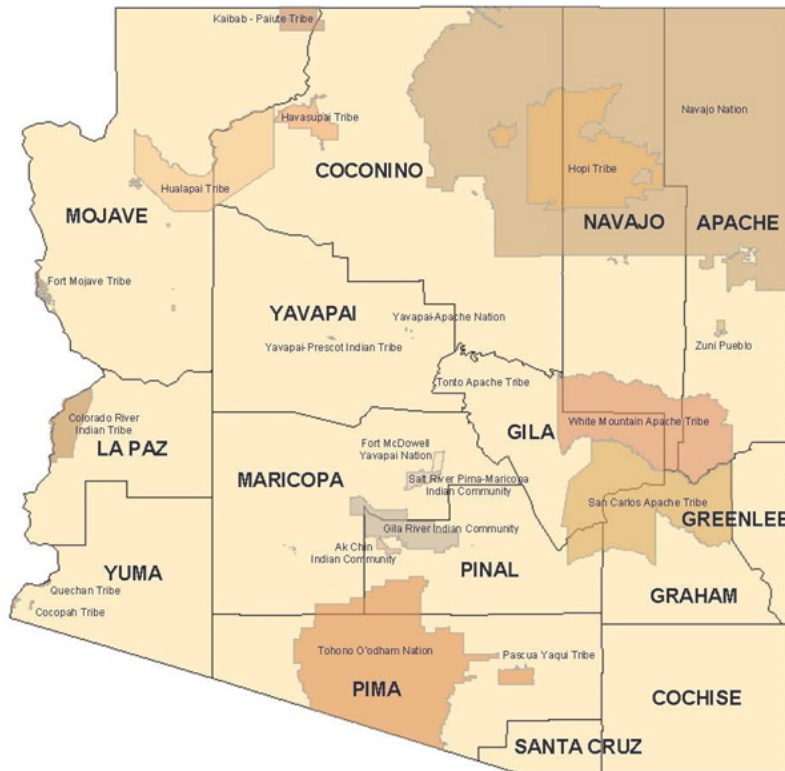 Kaibab - Paiute Tribe
Havasupai Tribe
Navajo Nation
COCONINO
Hopi Tribe
Hualapai Tribe
MOJAVE
NAVAJO
APACHE
Fort Mojave Tribe
YAVAPAI
Yavapai-Apache Nation
Yavapai-Prescot Indian Tribe
Zuni Pueblo
Tonto Apache Tribe
Colorado River
Indian Tribe
White Mountain Apache Tribe
LA PAZ
GILA
Fort McDowell
Yavapai Nation
MARICOPA
Salt River Pima-Maricopa
Indian Community
San Carlos Apache Tribe
GREENLEE
Gila River Indian Community
Ak Chin
Indian Community
YUMA
PINAL
Quechan Tribe
GRAHAM
Cocopah Tribe
Tohono O'odham Nation
Pascua Yaqui Tribe
PIMA
COCHISE
SANTA CRUZ